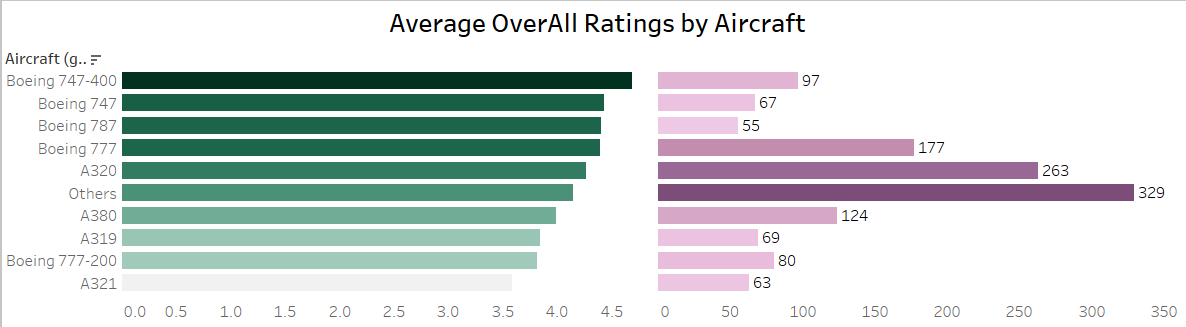 Average OverAll Ratings by Aircraft
Aircraft (g..
Boeing 747-400 97
Boeing 747 67
Boeing 787 55
Boeing 777 177
A320 263
Others 329
A380 124
A319 69
Boeing 777-200 80
A321 63
0.0 0.5 1.0 1.5 2.0 2.5 3.0 3.5 4.0 4.5 0 50 100 150 200 250 300 350